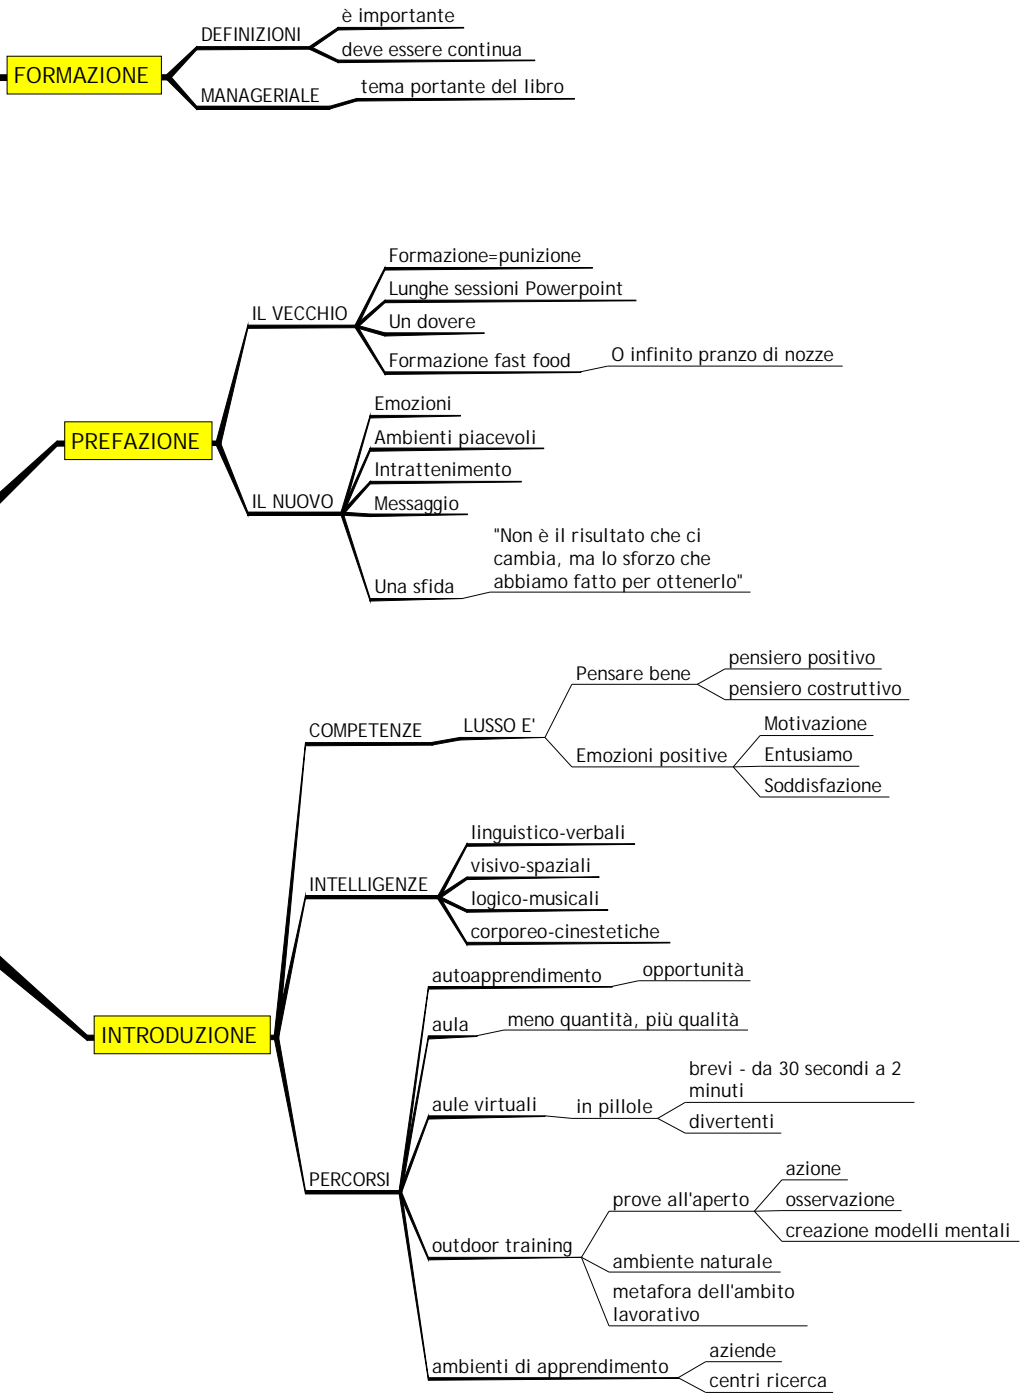 FORMAZIONE
DEFINIZIONI
è importante
deve essere continua
MANAGERIALE
tema portante del libro
PREFAZIONE
IL VECCHIO
Formazione=punizione
Lunghe sessioni Powerpoint
Un dovere
Formazione fast food
O infinito pranzo di nozze
IL NUOVO
Emozioni
Ambienti piacevoli
Intrattenimento
Messaggio
Una sfida
"Non è il risultato che ci
cambia, ma lo sforzo che
abbiamo fatto per ottenerlo"
INTRODUZIONE
COMPETENZE
LUSSO E'
Pensare bene
pensiero positivo
pensiero costruttivo
Emozioni positive
Motivazione
Entusiamo
Soddisfazione
INTELLIGENZE
linguistico-verbali
visivo-spaziali
logico-musicali
corporeo-cinestetiche
PERCORSI
autoapprendimento
opportunità
aula
meno quantità, più qualità
aule virtuali
in pillole
brevi - da 30 secondi a 2
minuti
divertenti
outdoor training
prove all'aperto
azione
osservazione
creazione modelli mentali
ambiente naturale
metafora dell'ambito
lavorativo
ambienti di apprendimento
aziende
centri ricerca